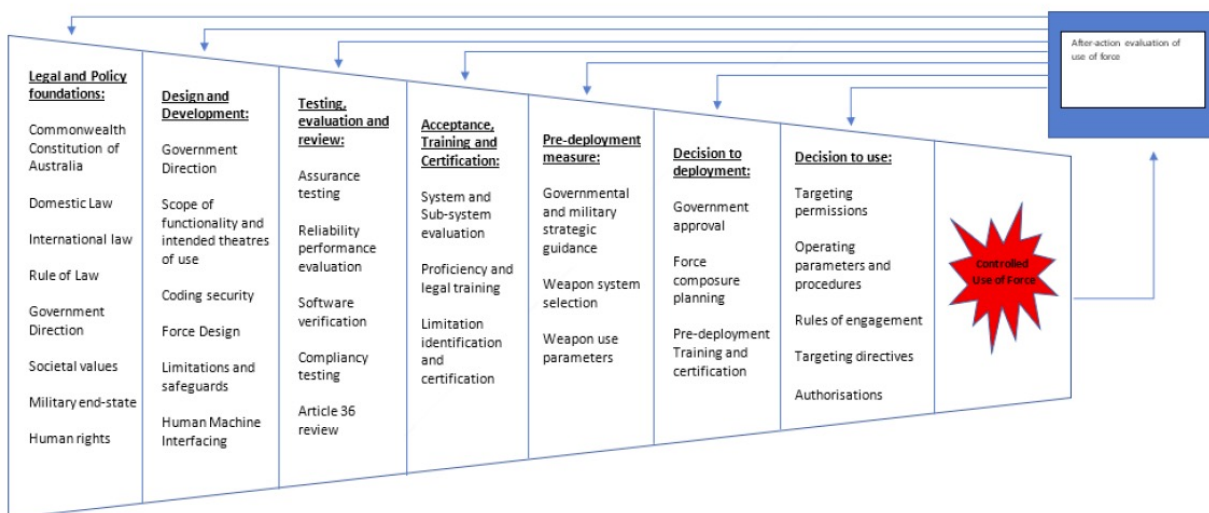 After-action evaluation of
use of force
Legal and Policy
foundations:
Commonwealth
Constitution of
Australia
Domestic Law
International law
Rule of Law
Government
Direction
Societal values
Military end-state
Human rights
Design and
Development:
Government
Direction
Scope of
functionality and
intended theatres
of use
Coding security
Force Design
Limitations and
safeguards
Human Machine
Interfacing
Testing,
evaluation and
review:
Assurance
testing
Reliability
performance
evaluation
Software
verification
Compliancy
testing
Article 36
review
Acceptance,
Training and
Certification:
System and
Sub-system
evaluation
Proficiency and
legal training
Limitation
identification
and
certification
Pre-deployment
measure:
Governmental
and military
strategic
guidance
Weapon system
selection
Weapon use
parameters
Decision to
deployment:
Government
approval
Force
composure
planning
Pre-deployment
Training and
certification
Decision to use:
Targeting
permissions
Operating
parameters and
procedures
Rules of engagement
Targeting directives
Authorisations
Controlled
Use of Force